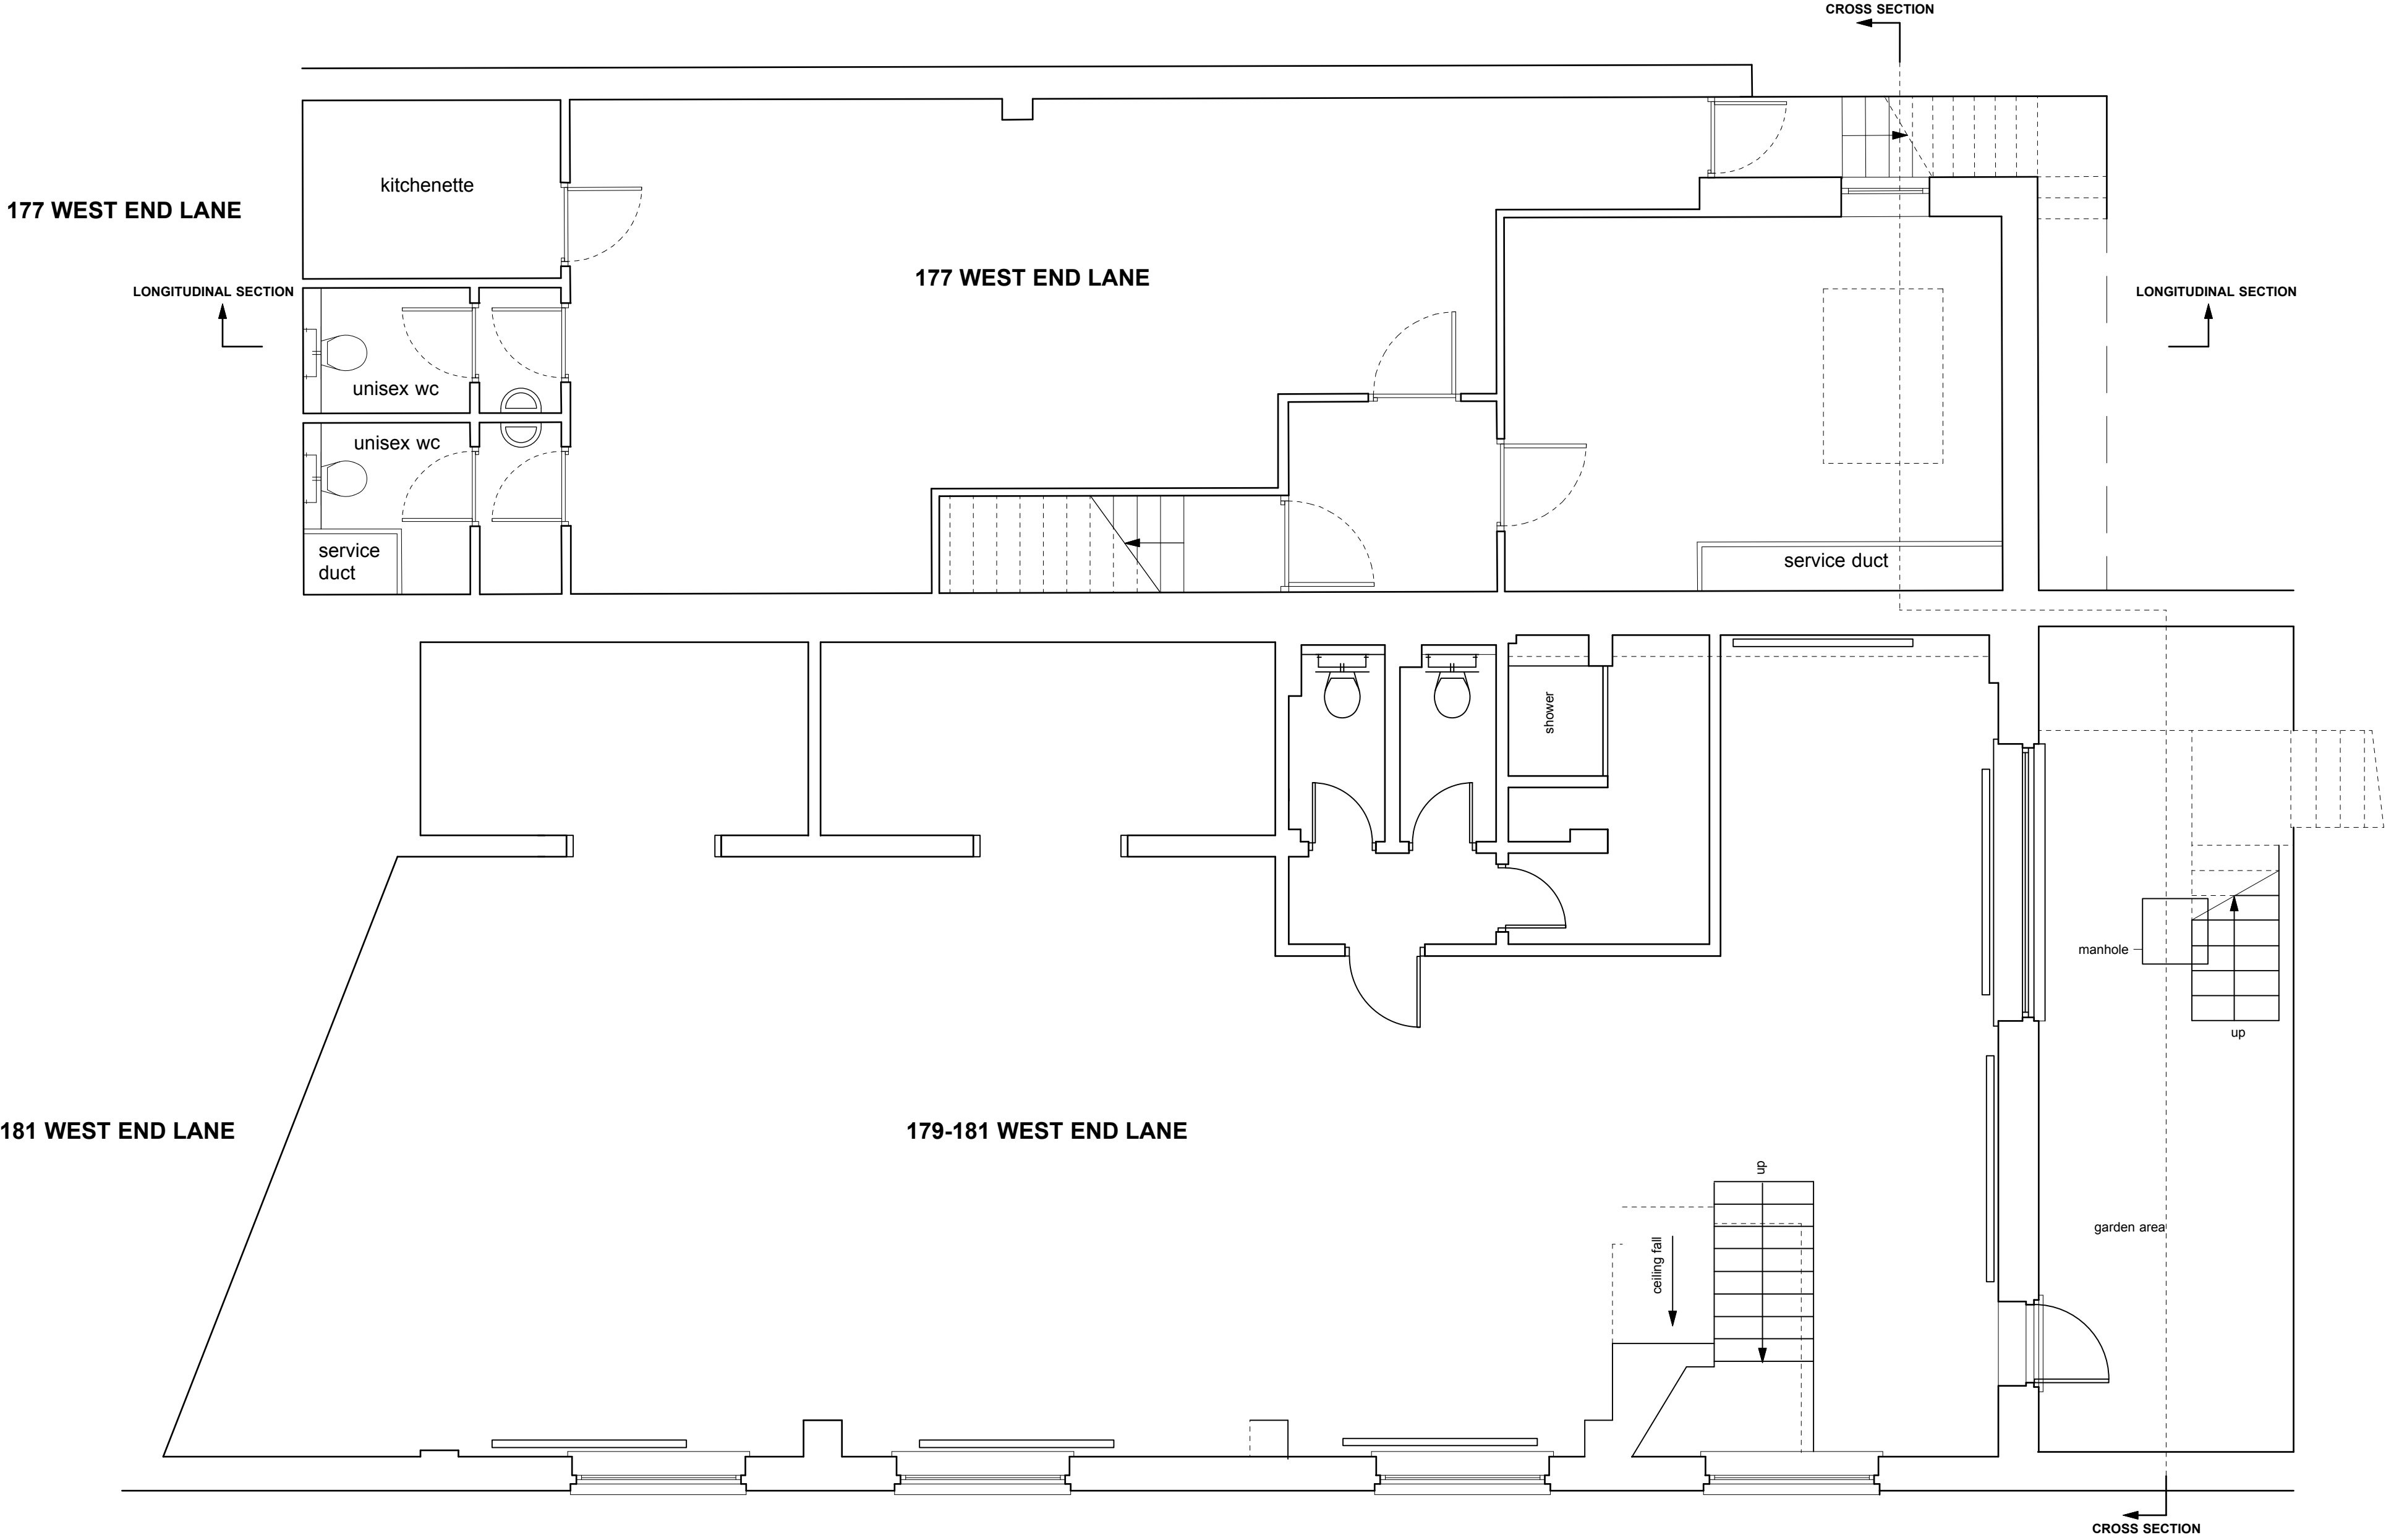 CROSS SECTION
kitchenette
177 WEST END LANE
177 WEST END LANE
LONGITUDINAL SECTION
LONGITUDINAL SECTION
unisex wc
unisex wc
service
duct
service duct
shower
manhole
up
181 WEST END LANE
179-181 WEST END LANE
up
ceiling fall
garden area
CROSS SECTION